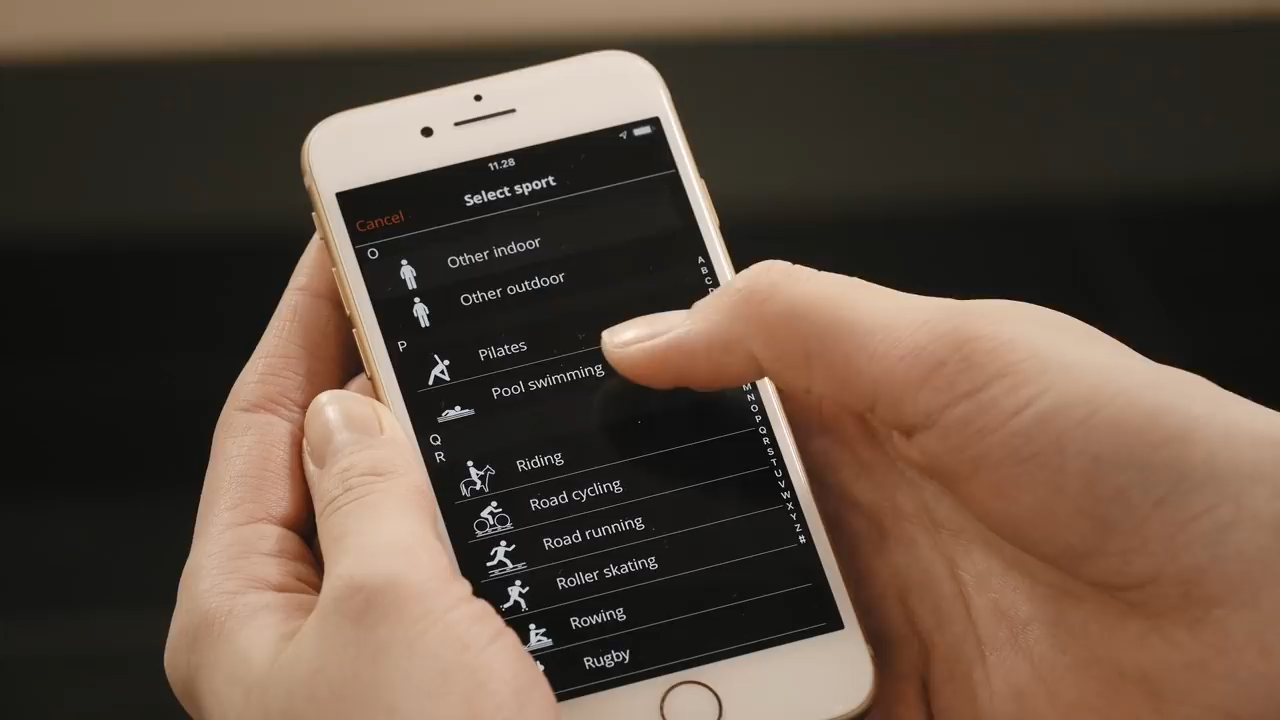 11.28
Cancel
Select sport
O
Other indoor
Other outdoor
P
Pilates
Pool swimming
Q
R
Riding
Road cycling
Road running
Roller skating
Rowing
Rugby
A
B
C
M
N
O
P
Q
R
S
T
U
V
W
X
Y
Z
#